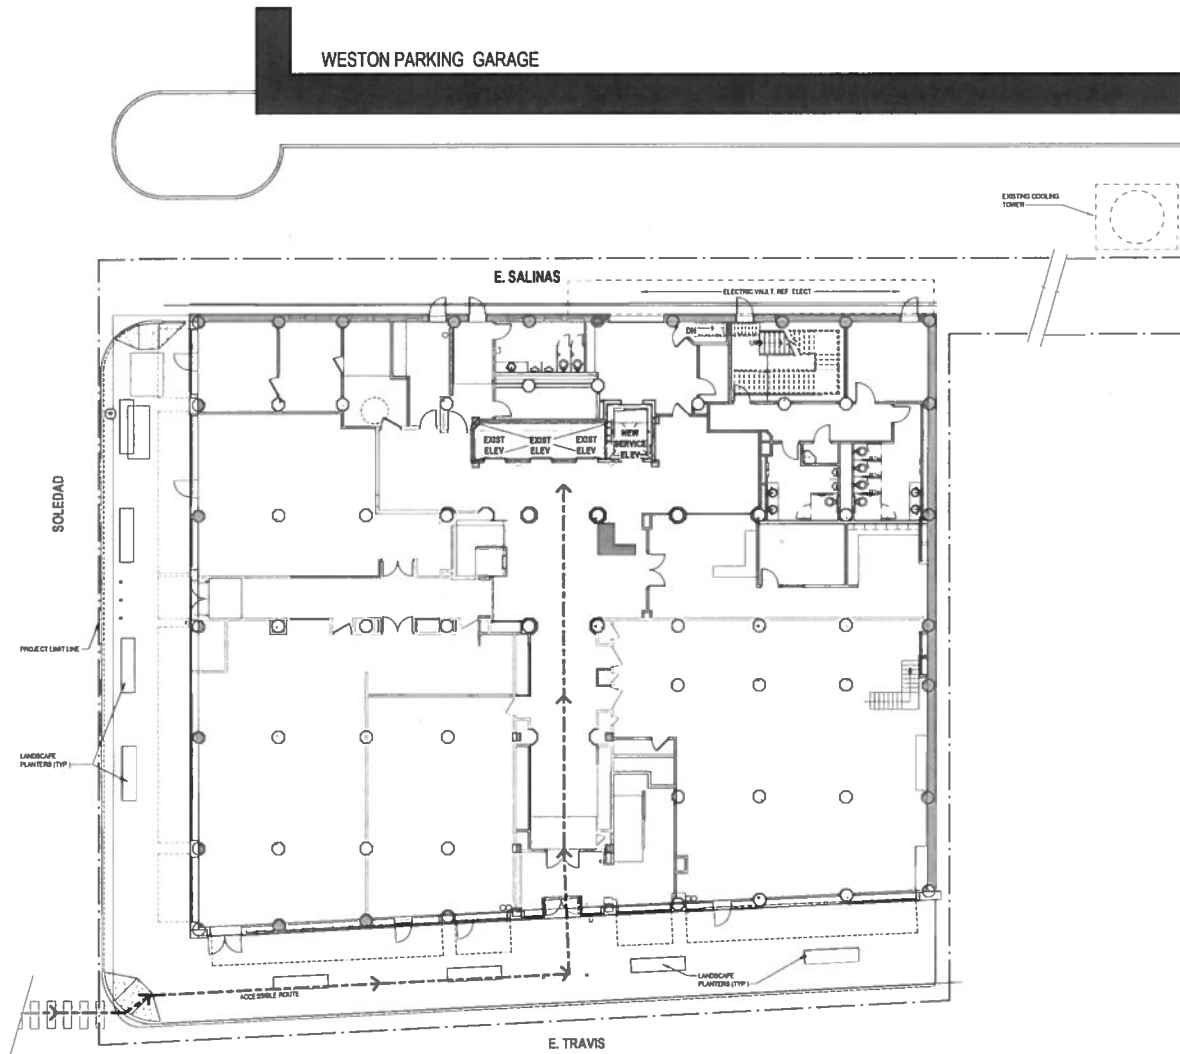 WESTON PARKING GARAGE
EXISTING COOLING
TOWER
E. SALINAS
ELECTRIC VAULT, REF. ELECT
DN
UP
EXIST
ELEV
EXIST
ELEV
EXIST
ELEV
NEW
SERVICE
ELEV
SOLEDAD
PROJECT LIMIT LINE
LANDSCAPE
PLANTERS (TYP.)
LANDSCAPE
PLANTERS (TYP.)
ACCESSIBLE ROUTE
E. TRAVIS